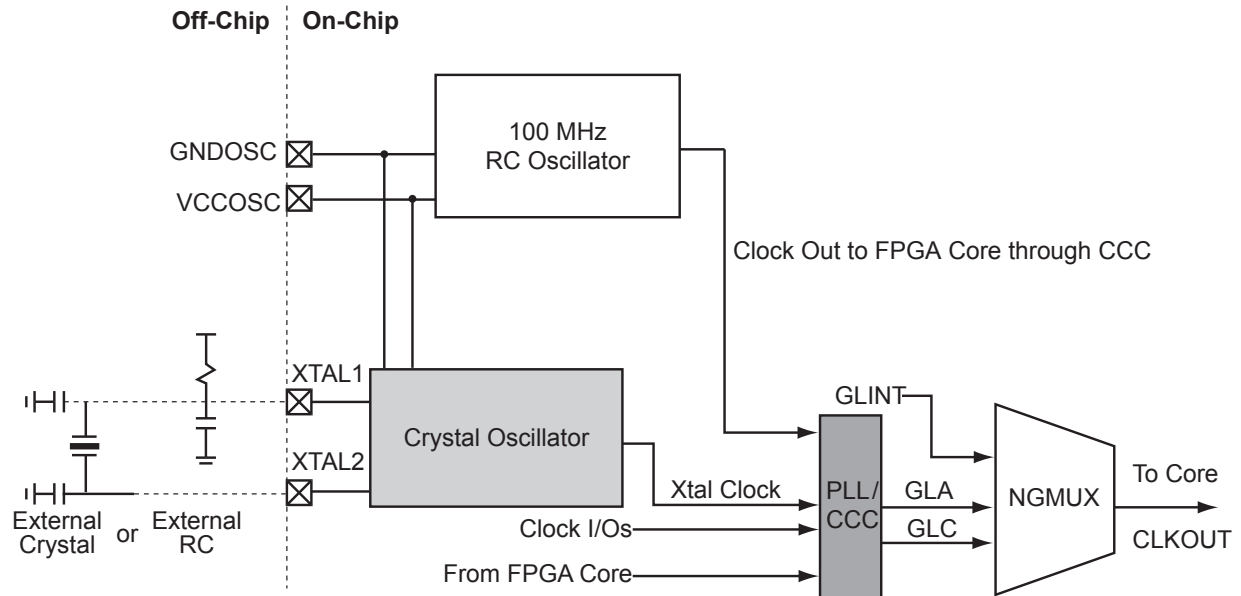 Off-Chip
On-Chip
100 MHz
RC Oscillator
GNDOSC
VCCOSC
Clock Out to FPGA Core through CCC
XTAL1
GLINT
Crystal Oscillator
XTAL2
To Core
Xtal Clock
PLL/
CCC
GLA
NGMUX
External
Crystal
or
External
RC
Clock I/Os
GLC
CLKOUT
From FPGA Core